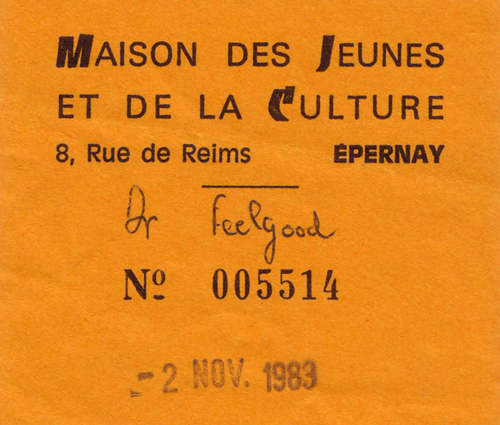 MAISON DES JEUNES
ET DE LA CULTURE
8, Rue de Reims ÉPERNAY
Dr Feelgood
Nº 005514
- 2 NOV. 1983